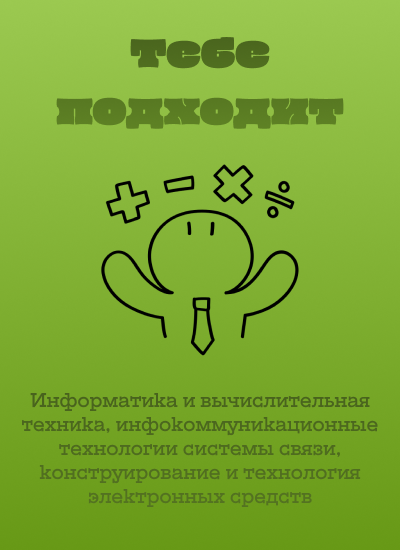 тебе
подходит
Информатика и вычислительная
техника, инфокоммуникационные
технологии системы связи,
конструирование и технология
электронных средств